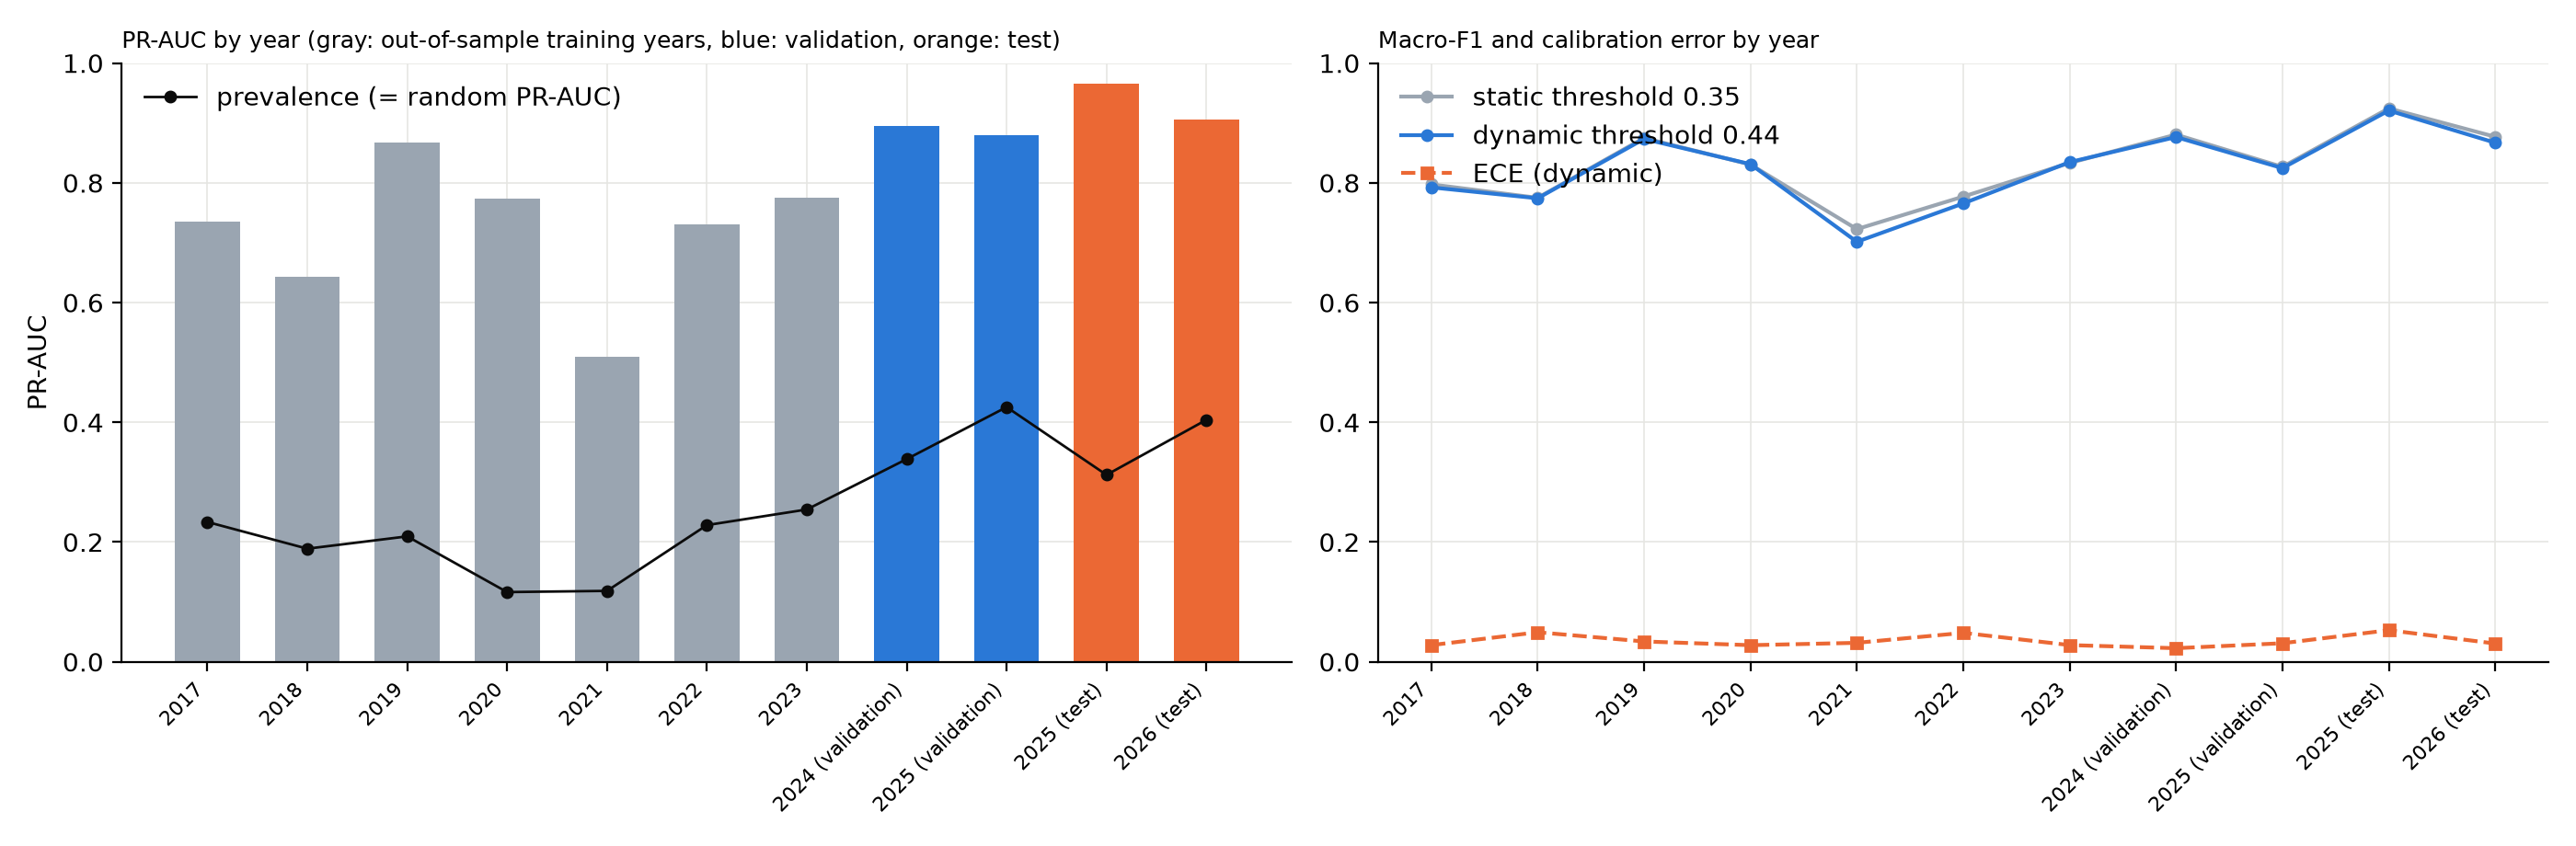 PR-AUC by year (gray: out-of-sample training years, blue: validation, orange: test)
1.0
0.8
0.6
0.4
0.2
0.0
PR-AUC
prevalence (= random PR-AUC)
2017
2018
2019
2020
2021
2022
2023
2024 (validation)
2025 (validation)
2025 (test)
2026 (test)
Macro-F1 and calibration error by year
1.0
0.8
0.6
0.4
0.2
0.0
static threshold 0.35
dynamic threshold 0.44
ECE (dynamic)
2017
2018
2019
2020
2021
2022
2023
2024 (validation)
2025 (validation)
2025 (test)
2026 (test)